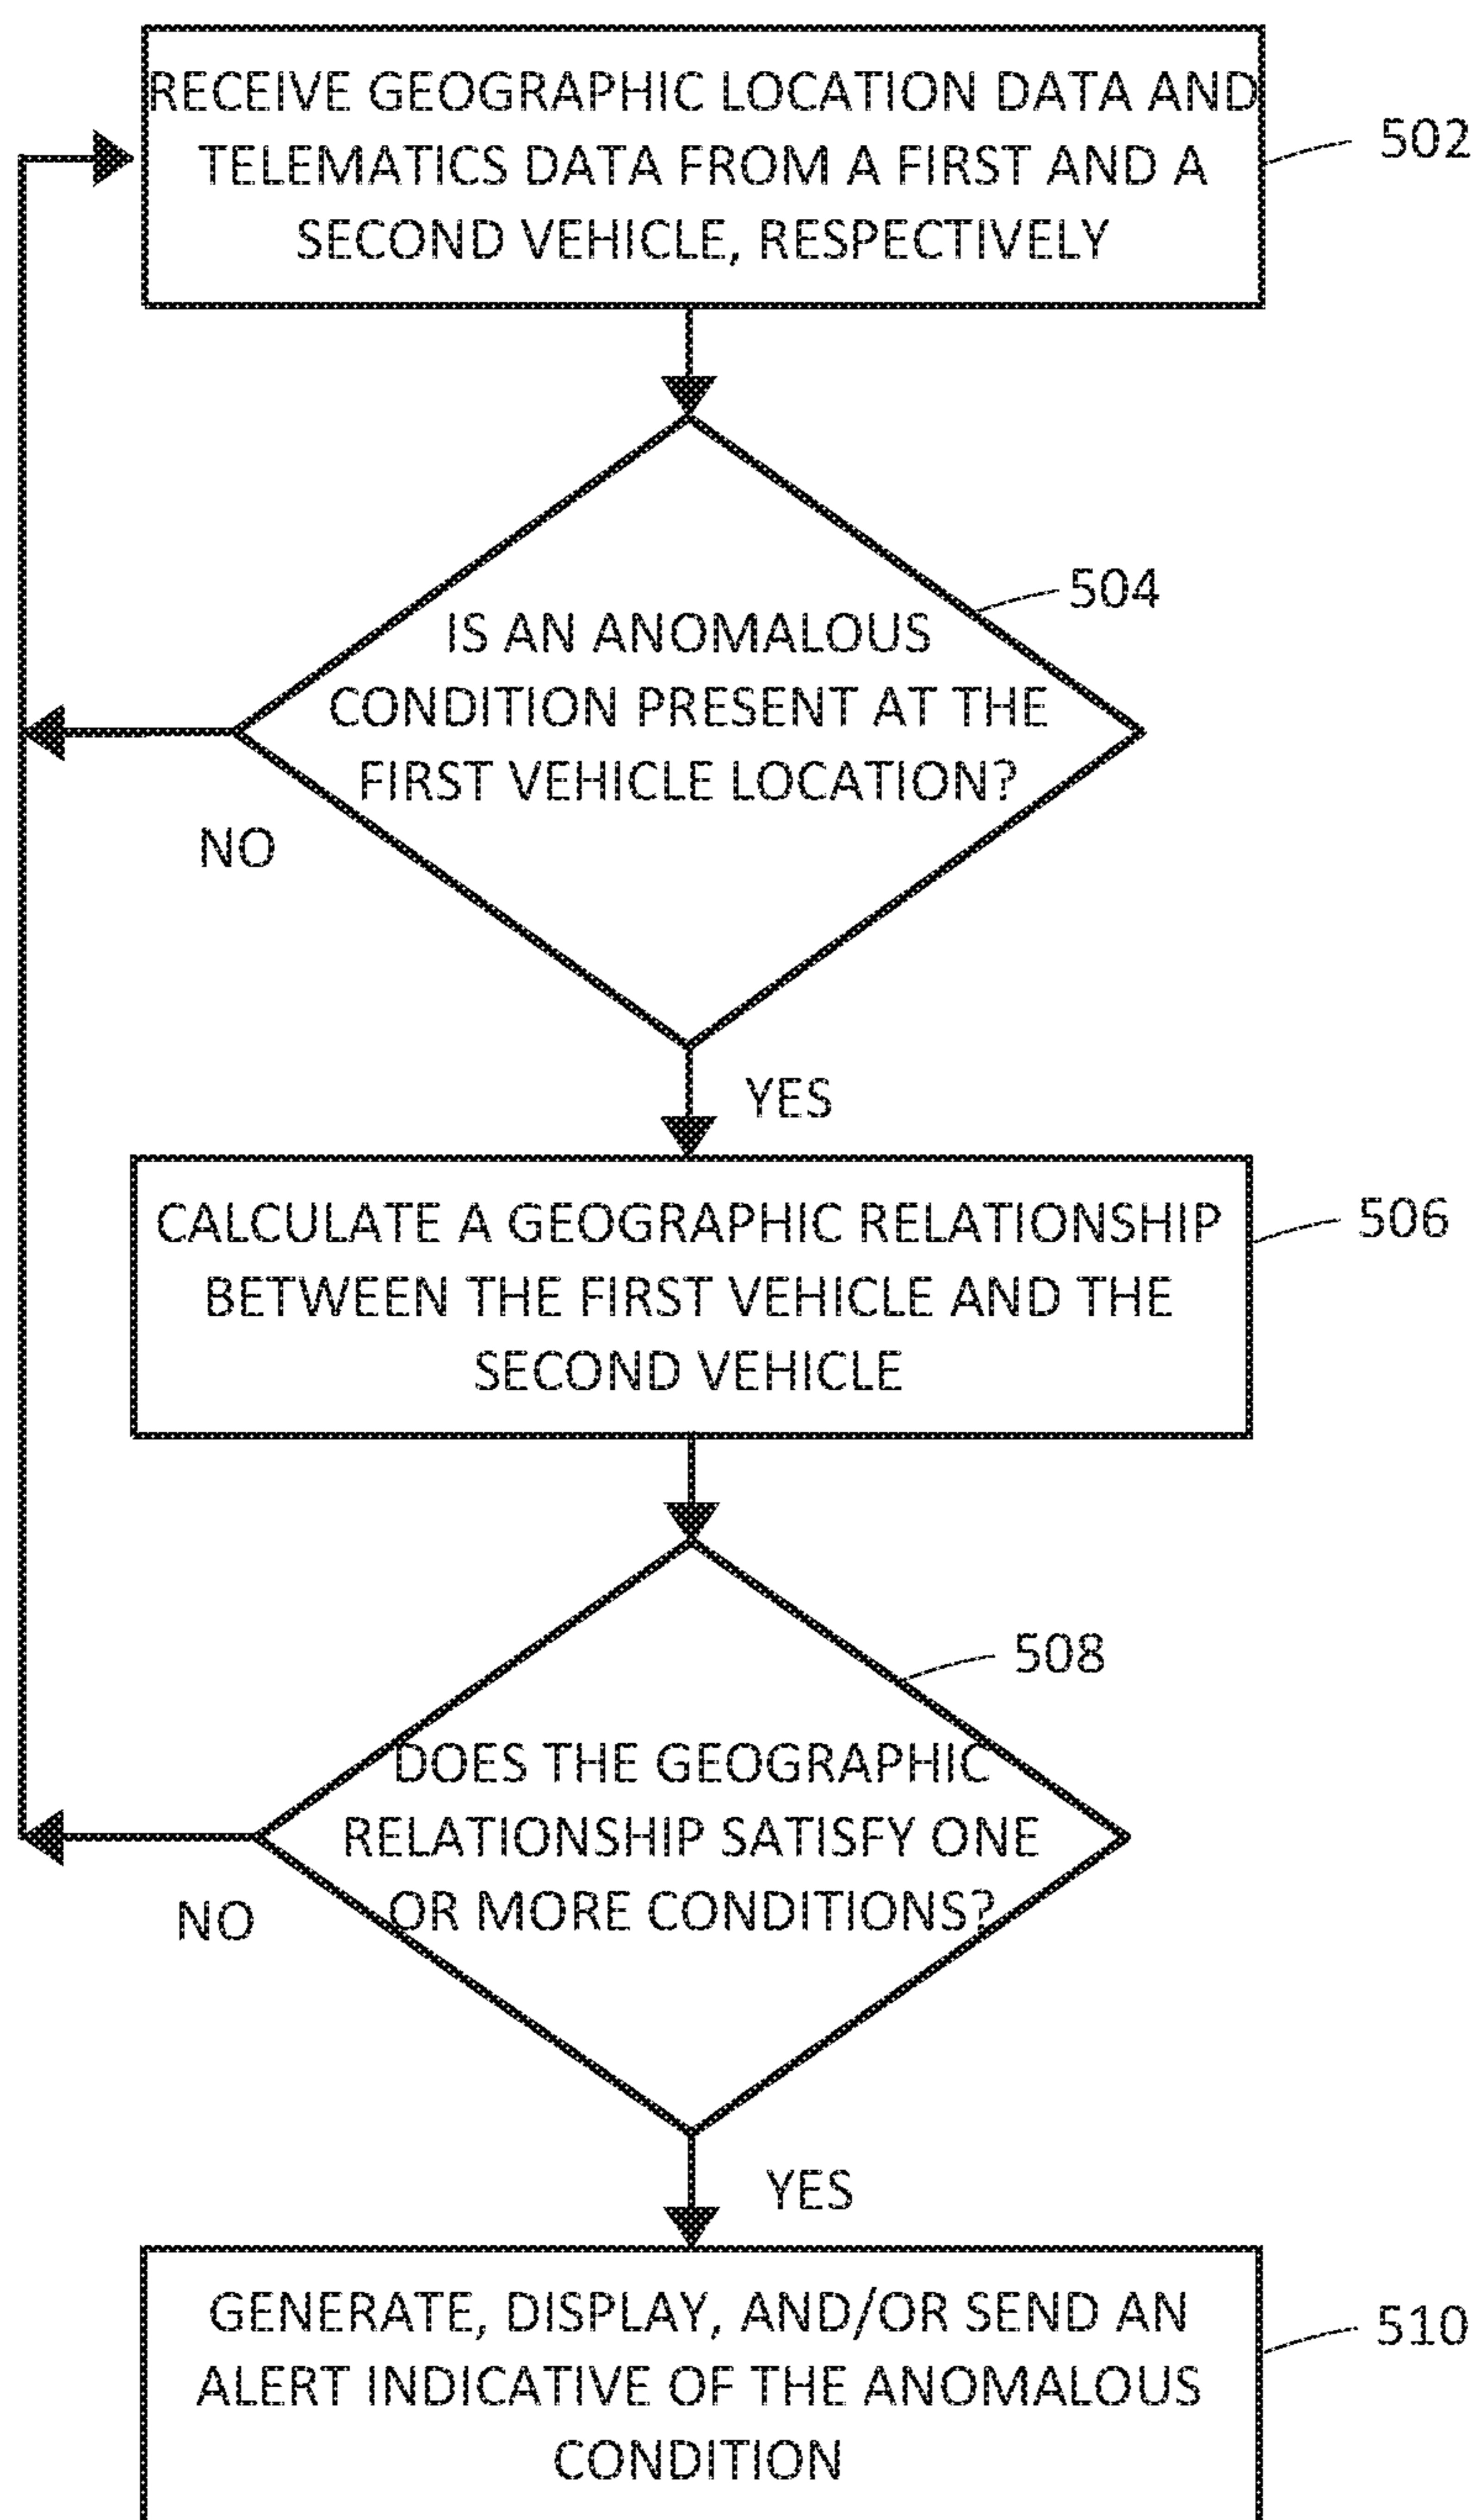 RECEIVE GEOGRAPHIC LOCATION DATA AND
TELEMATICS DATA FROM A FIRST AND A
SECOND VEHICLE, RESPECTIVELY
502
504
IS AN ANOMALOUS
CONDITION PRESENT AT THE
FIRST VEHICLE LOCATION?
NO
YES
CALCULATE A GEOGRAPHIC RELATIONSHIP
BETWEEN THE FIRST VEHICLE AND THE
SECOND VEHICLE
506
508
DOES THE GEOGRAPHIC
RELATIONSHIP SATISFY ONE
OR MORE CONDITIONS?
NO
YES
GENERATE, DISPLAY, AND/OR SEND AN
ALERT INDICATIVE OF THE ANOMALOUS
CONDITION
510